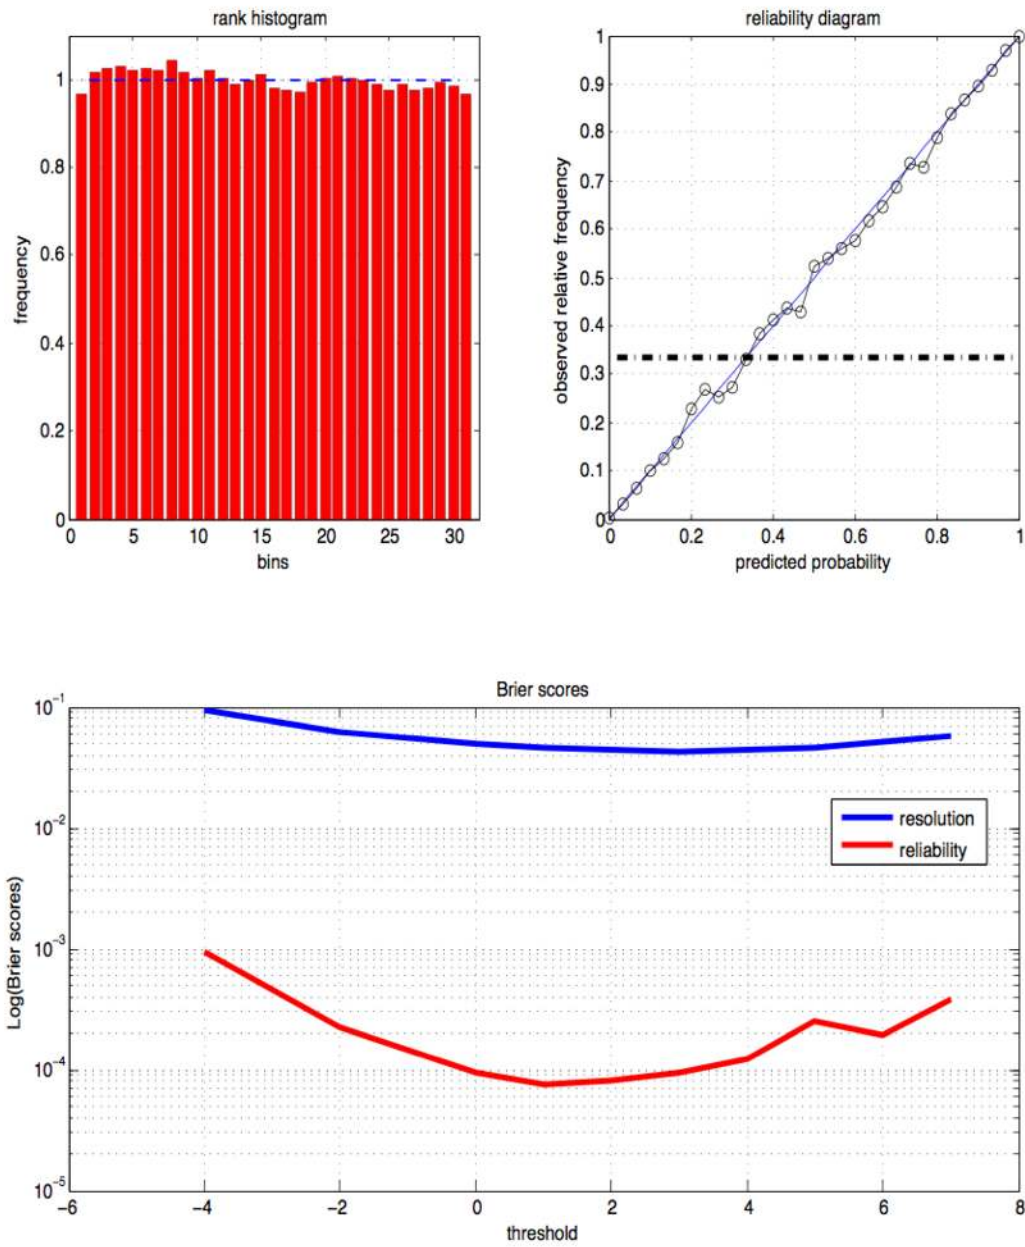 rank histogram
1
0.8
0.6
0.4
0.2
0
frequency
0 5 10 15 20 25 30
bins
reliability diagram
1
0.9
0.8
0.7
0.6
0.5
0.4
0.3
0.2
0.1
0
observed relative frequency
0 0.2 0.4 0.6 0.8 1
predicted probability
Brier scores
10^-1
10^-2
10^-3
10^-4
10^-5
Log(Brier scores)
resolution
reliability
−6 −4 −2 0 2 4 6 8
threshold